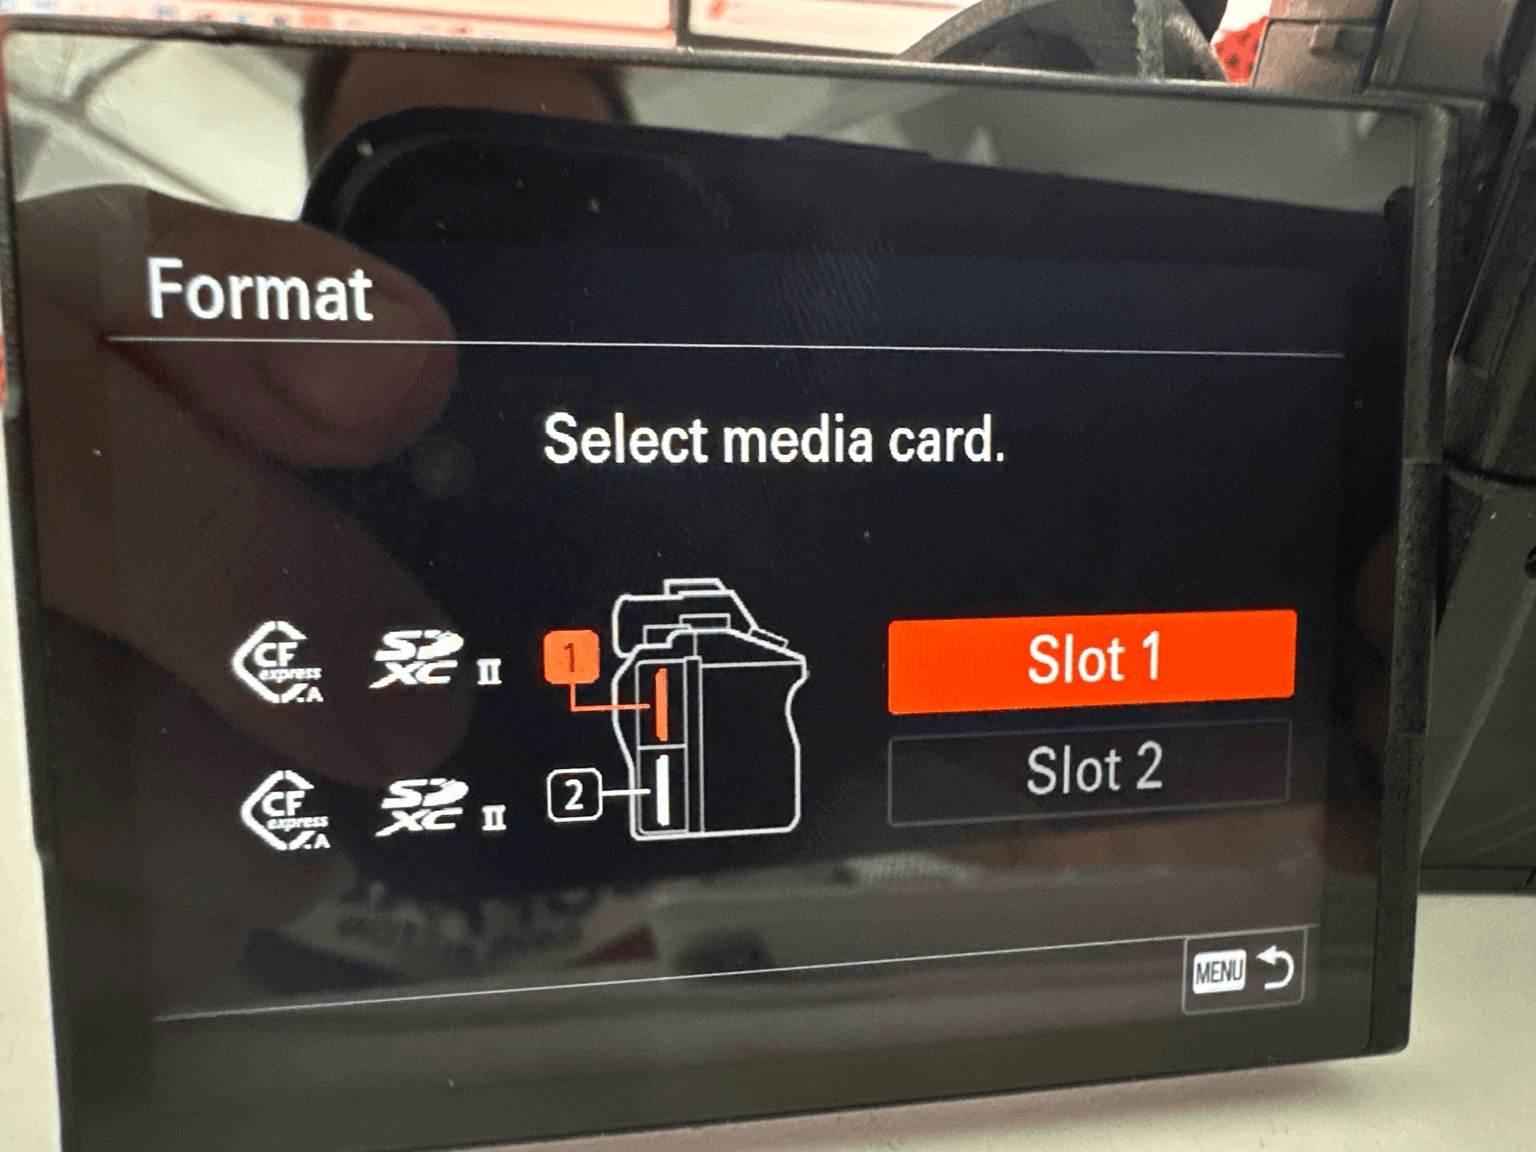 Format
Select media card.
CF express A SD XC II 1 Slot 1
CF express A SD XC II 2 Slot 2
MENU